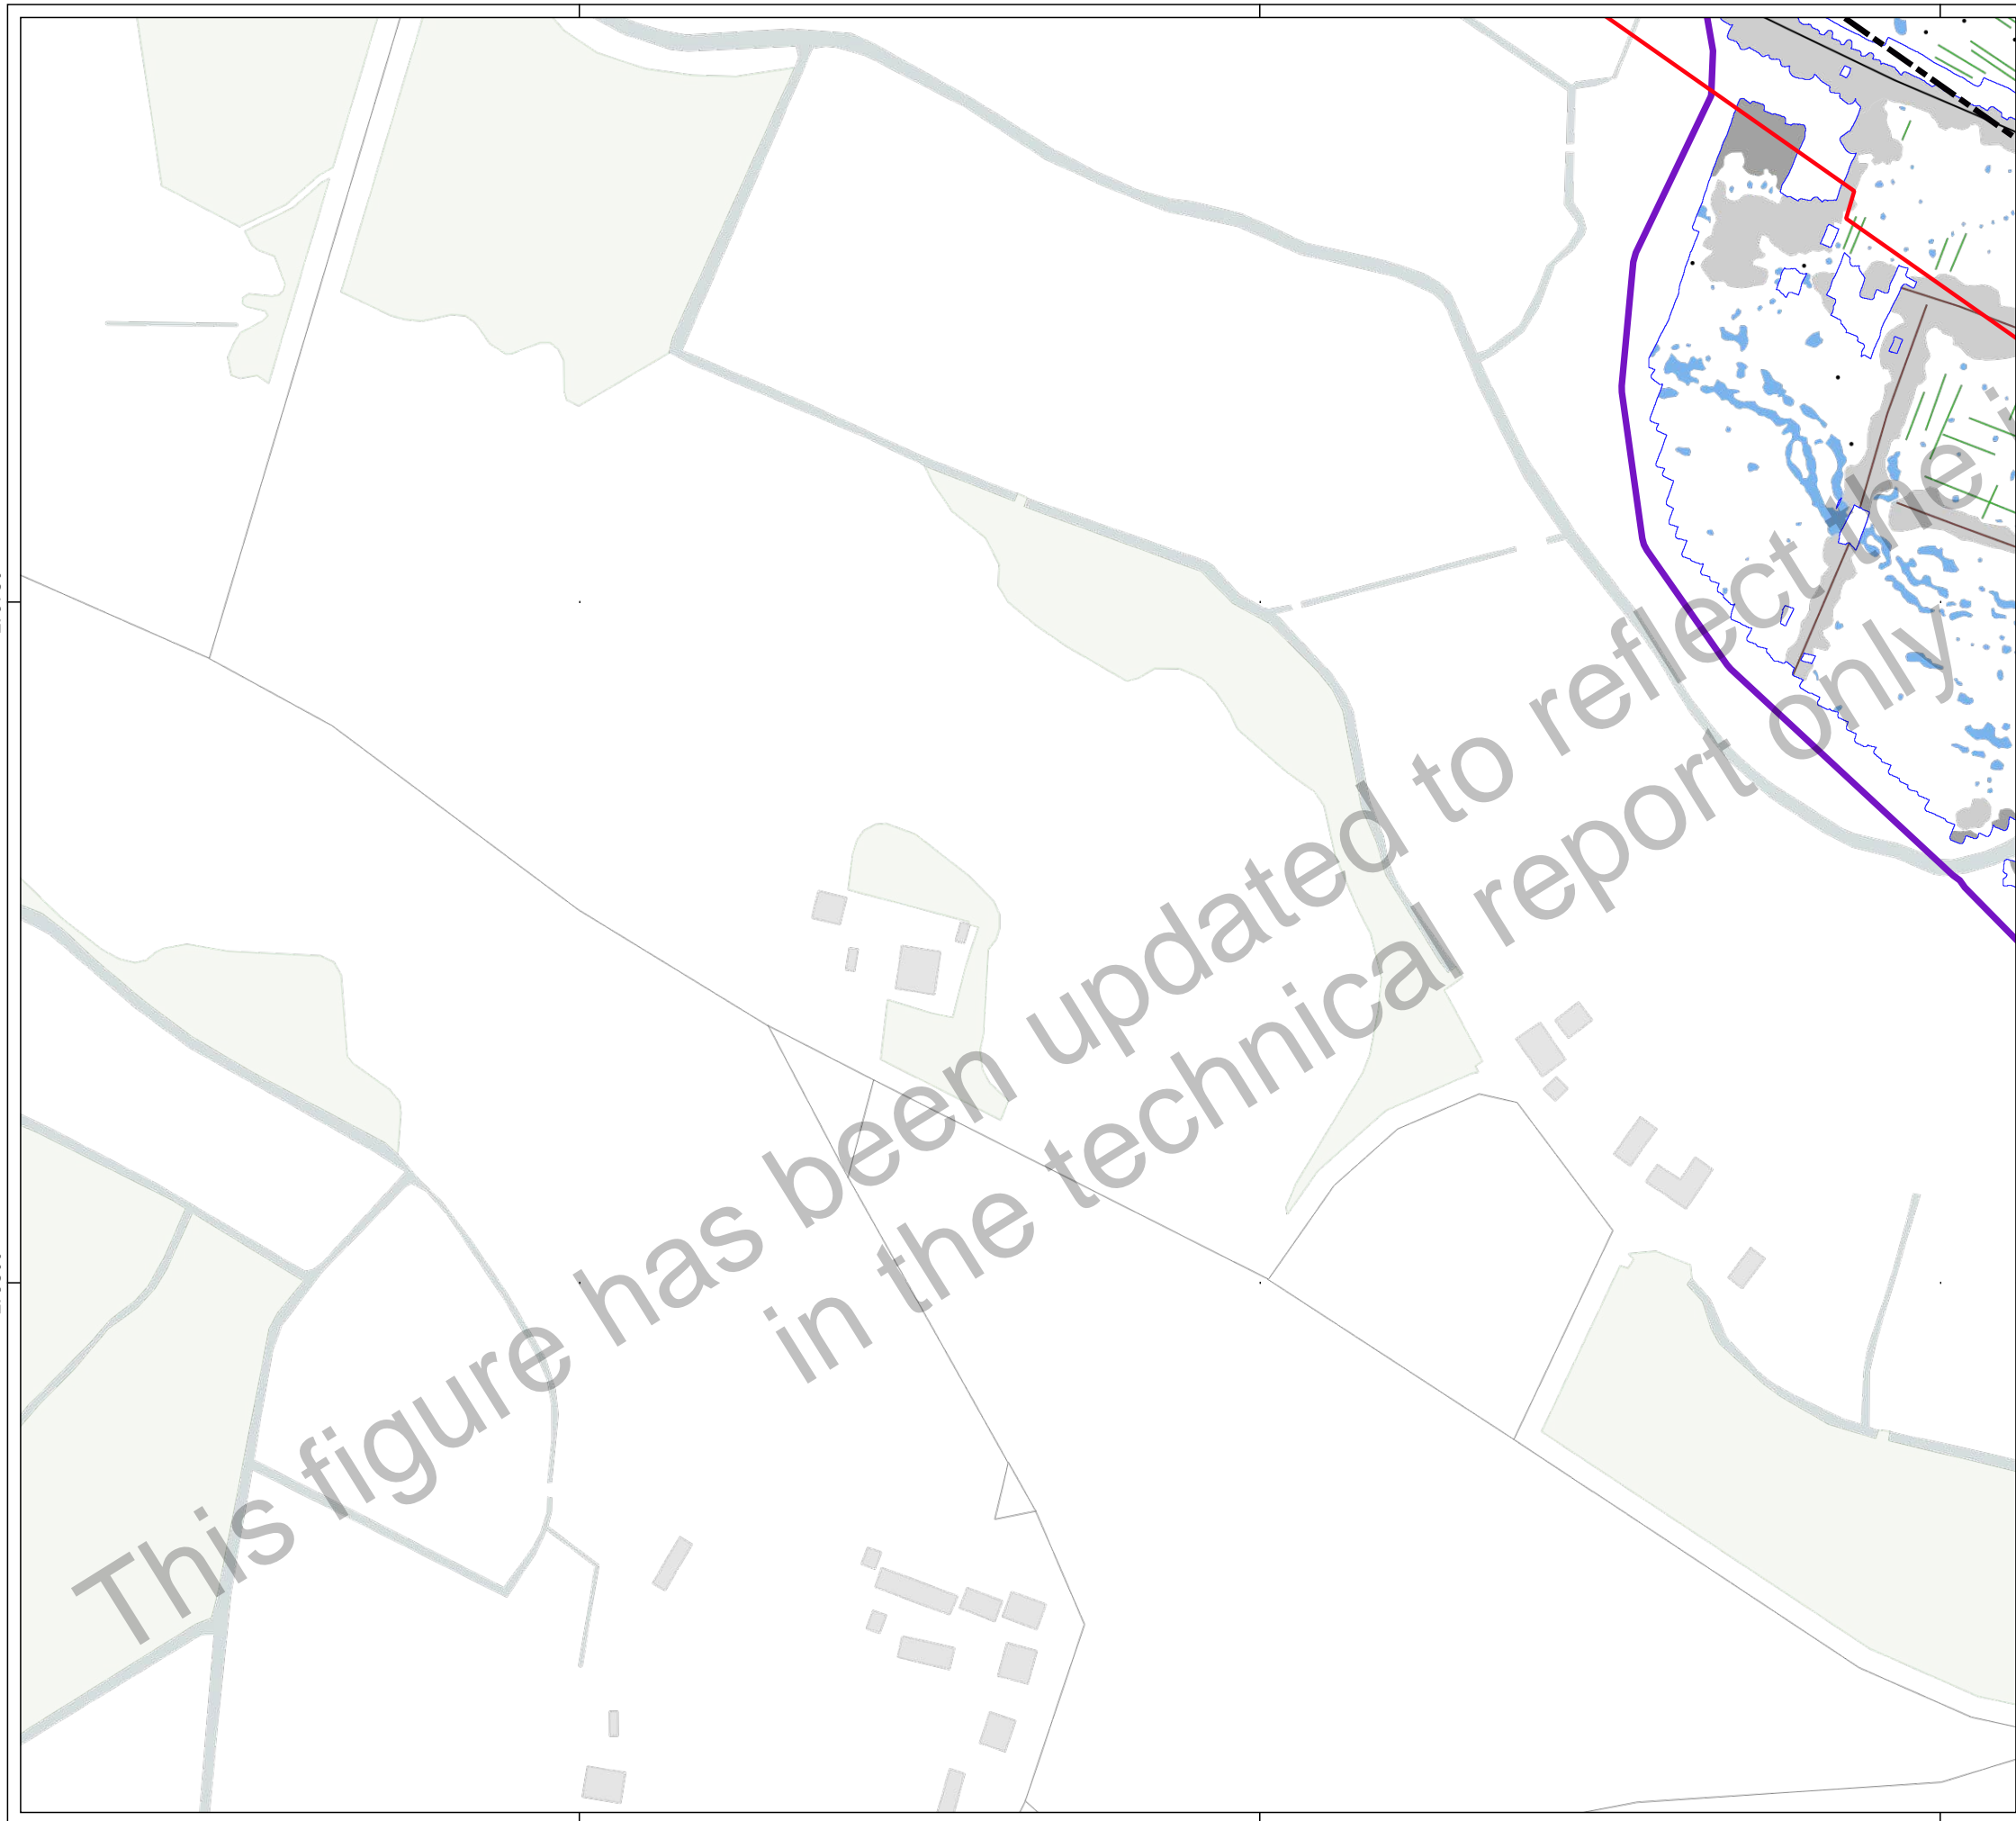 This figure has been updated to reflect the
in the technical report only